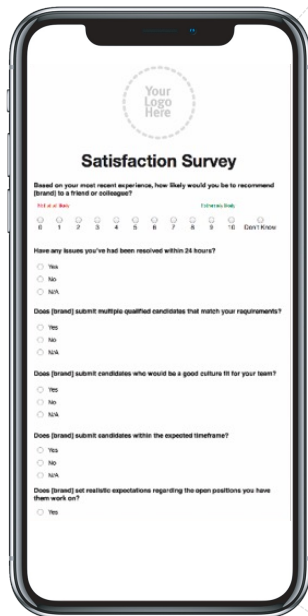 Your
Logo
Here
Satisfaction Survey
Based on your most recent experience, how likely would you be to recommend
[brand] to a friend or colleague?
Not at all likely Extremely likely
0 1 2 3 4 5 6 7 8 9 10 Don't Know
Have any issues you've had been resolved within 24 hours?
Yes
No
N/A
Does [brand] submit multiple qualified candidates that match your requirements?
Yes
No
N/A
Does [brand] submit candidates who would be a good culture fit for your team?
Yes
No
N/A
Does [brand] submit candidates within the expected timeframe?
Yes
No
N/A
Does [brand] set realistic expectations regarding the open positions you have
them work on?
Yes